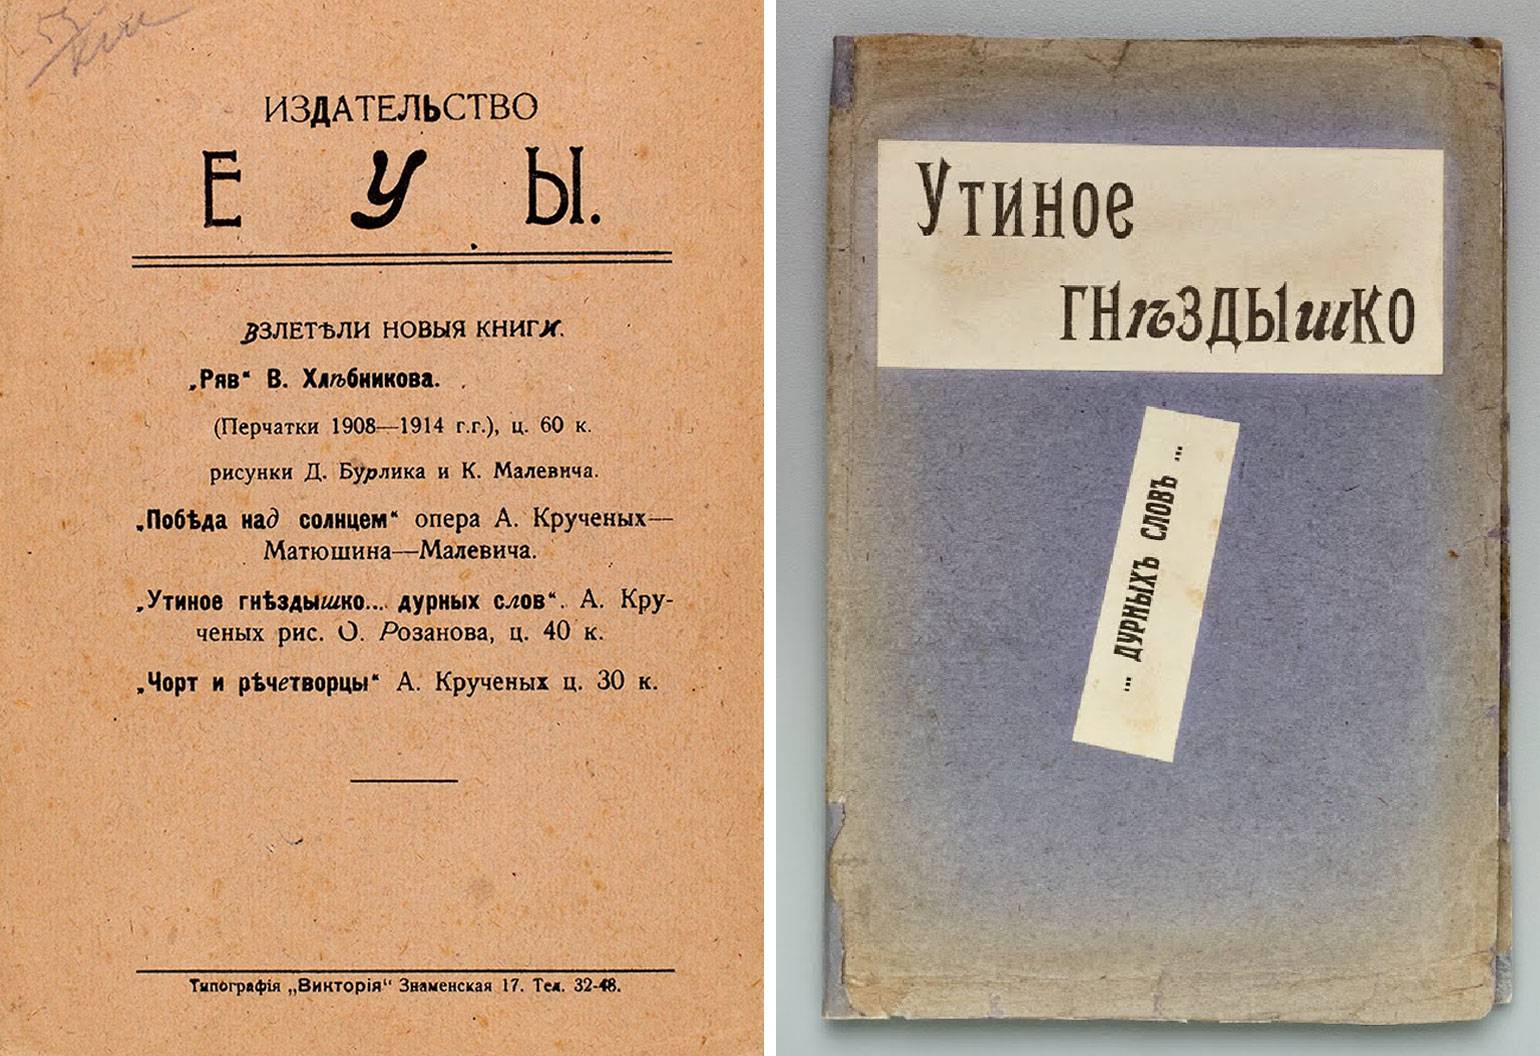 ИЗДАТЕЛЬСТВО
ЕУЫ.
ВЗЛЕТѢЛИ НОВЫЯ КНИГИ.
„Ряв“ В. Хлѣбникова.
(Перчатки 1908—1914 г.г.), ц. 60 к.
рисунки Д. Бурлика и К. Малевича.
„Побѣда над солнцем“ опера А. Крученых—
Матюшина—Малевича.
„Утиное гнѣздышко... дурных слов“. А. Кру-
ченых рис. О. Розанова, ц. 40 к.
„Чорт и рѣчетворцы“ А. Крученых ц. 30 к.
Типографія „Викторія“ Знаменская 17. Тел. 32-48.
Утиное
гнѣздышко
... дурныхъ словъ ...